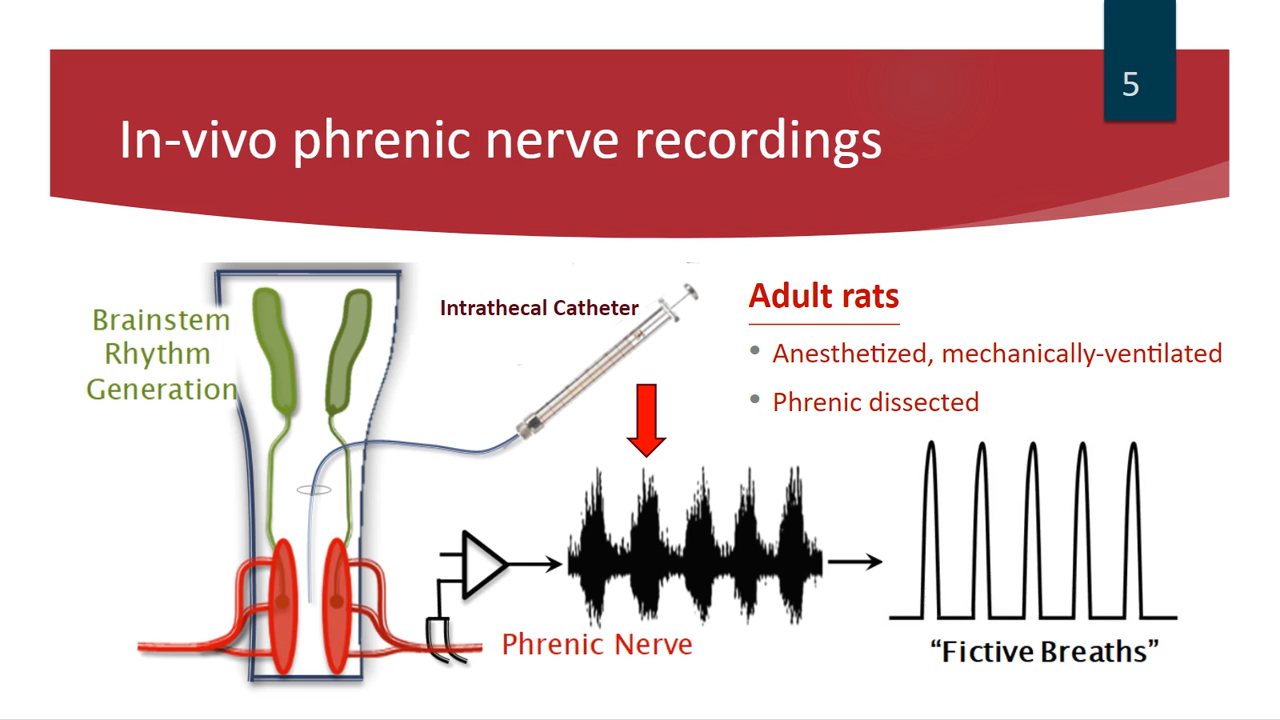 5
In-vivo phrenic nerve recordings
Brainstem
Rhythm
Generation
Intrathecal Catheter
Adult rats
• Anesthetized, mechanically-ventilated
• Phrenic dissected
Phrenic Nerve
“Fictive Breaths”